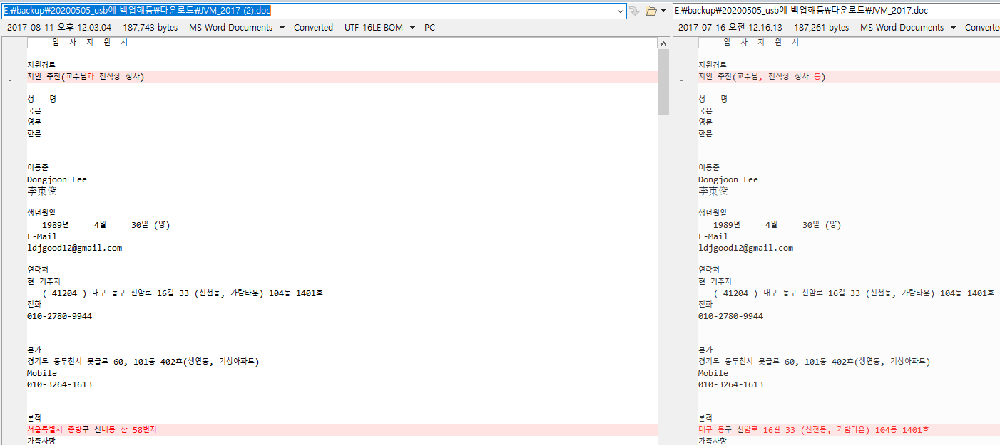 E:\backup\20200505_usb에 백업해둠\다운로드\JVM_2017 (2).doc
2017-08-11 오후 12:03:04 187,743 bytes MS Word Documents Converted UTF-16LE BOM PC
입 사 지 원 서
지원경로
지인 추천(교수님과 전직장 상사)
성 명
국문
영문
한문
이동준
Dongjoon Lee
李東俊
생년월일
1989년 4월 30일 (양)
E-Mail
ldjgood12@gmail.com
연락처
현 거주지
( 41204 ) 대구 동구 신암로 16길 33 (신천동, 가람타운) 104동 1401호
전화
010-2780-9944
본가
경기도 동두천시 못골로 60, 101동 402호(생연동, 기상아파트)
Mobile
010-3264-1613
본적
서울특별시 중랑구 신내동 산 58번지
가족사항
E:\backup\20200505_usb에 백업해둠\다운로드\JVM_2017.doc
2017-07-16 오전 12:16:13 187,261 bytes MS Word Documents Converte
입 사 지 원 서
지원경로
지인 추천(교수님, 전직장 상사 등)
성 명
국문
영문
한문
이동준
Dongjoon Lee
李東俊
생년월일
1989년 4월 30일 (양)
E-Mail
ldjgood12@gmail.com
연락처
현 거주지
( 41204 ) 대구 동구 신암로 16길 33 (신천동, 가람타운) 104동 1401호
전화
010-2780-9944
본가
경기도 동두천시 못골로 60, 101동 402호(생연동, 기상아파트)
Mobile
010-3264-1613
본적
대구 동구 신암로 16길 33 (신천동, 가람타운) 104동 1401호
가족사항